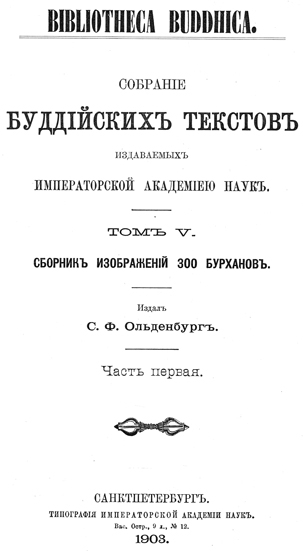 BIBLIOTHECA BUDDHICA.
СОБРАНІЕ
БУДДІЙСКИХЪ ТЕКСТОВЪ
ИЗДАВАЕМЫХЪ
ИМПЕРАТОРСКОЙ АКАДЕМІЕЮ НАУКЪ.
ТОМЪ V.
СБОРНИКЪ ИЗОБРАЖЕНІЙ 300 БУРХАНОВЪ.
Издалъ
С. Ф. Ольденбургъ.
Часть первая.
САНКТПЕТЕРБУРГЪ.
ТИПОГРАФІЯ ИМПЕРАТОРСКОЙ АКАДЕМІИ НАУКЪ.
Вас. Остр., 9 л., № 12.
1903.